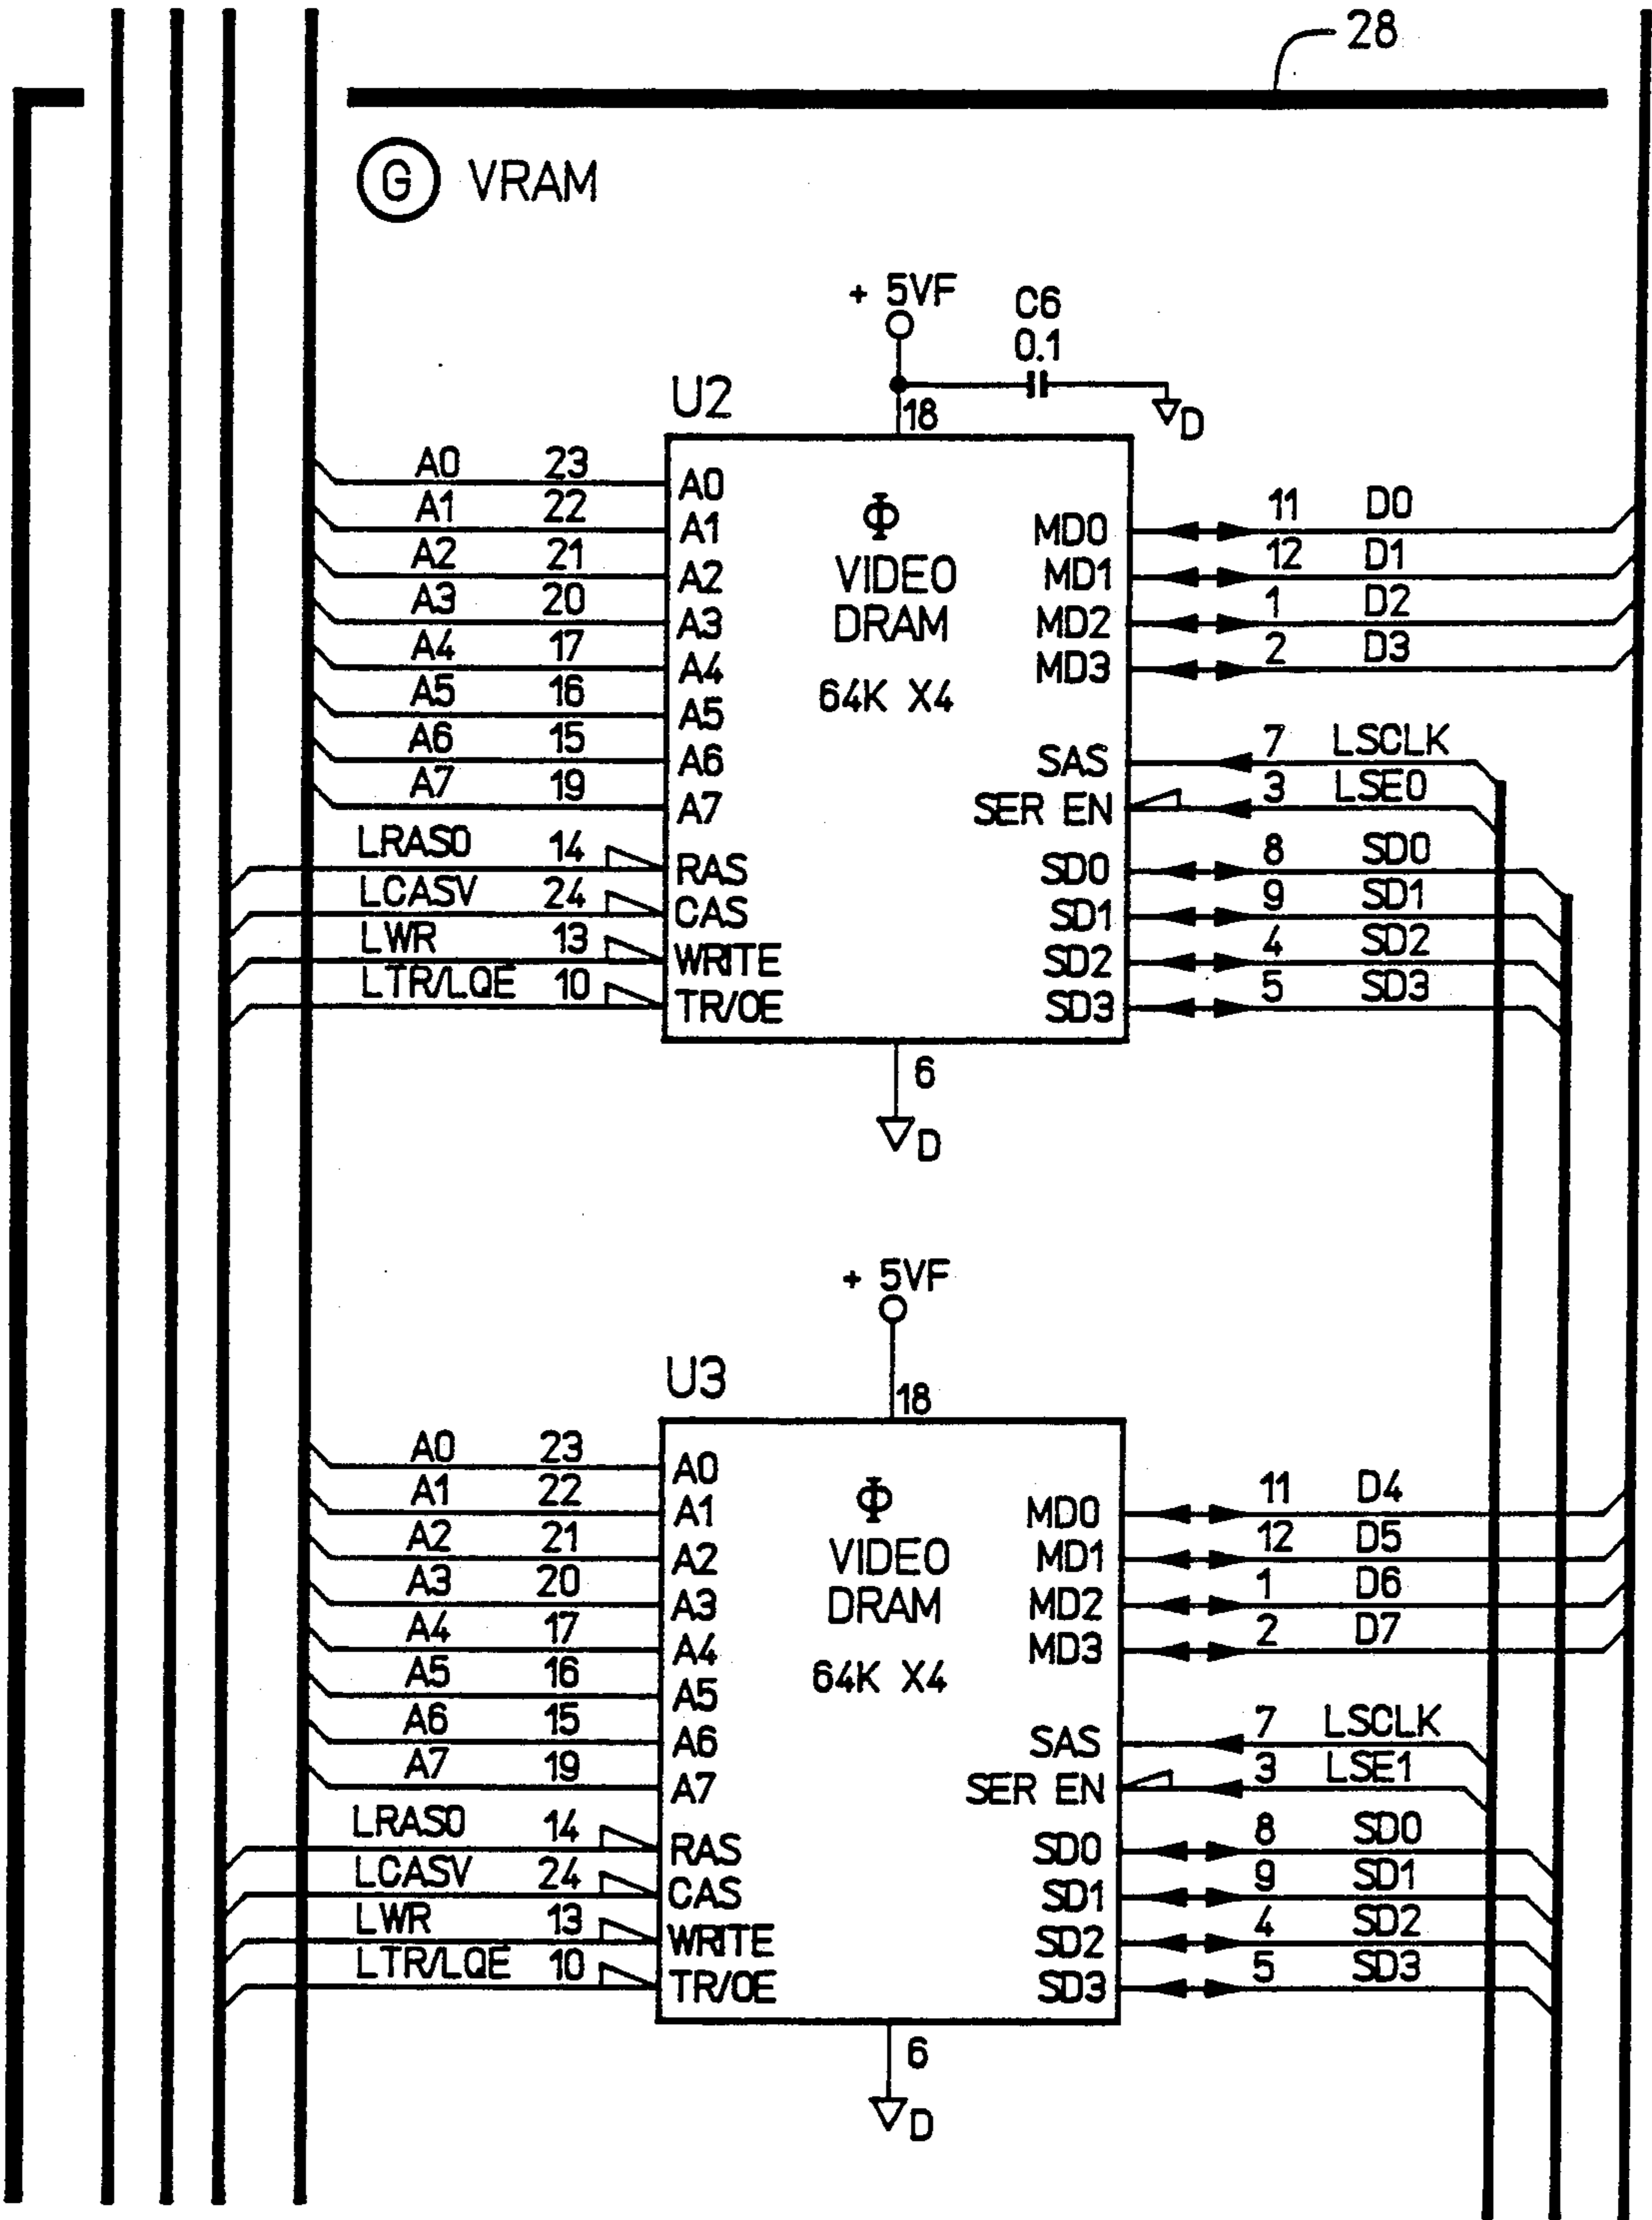 28
G VRAM
+ 5VF
C6
0.1
U2
18
D
A0 23 A0
A1 22 A1
A2 21 A2
A3 20 A3
A4 17 A4
A5 16 A5
A6 15 A6
A7 19 A7
LRAS0 14 RAS
LCASV 24 CAS
LWR 13 WRITE
LTR/LQE 10 TR/OE
Φ
VIDEO
DRAM
64K X4
MD0 11 D0
MD1 12 D1
MD2 1 D2
MD3 2 D3
SAS 7 LSCLK
SER EN 3 LSE0
SD0 8 SD0
SD1 9 SD1
SD2 4 SD2
SD3 5 SD3
6
D
+ 5VF
U3
18
A0 23 A0
A1 22 A1
A2 21 A2
A3 20 A3
A4 17 A4
A5 16 A5
A6 15 A6
A7 19 A7
LRAS0 14 RAS
LCASV 24 CAS
LWR 13 WRITE
LTR/LQE 10 TR/OE
Φ
VIDEO
DRAM
64K X4
MD0 11 D4
MD1 12 D5
MD2 1 D6
MD3 2 D7
SAS 7 LSCLK
SER EN 3 LSE1
SD0 8 SD0
SD1 9 SD1
SD2 4 SD2
SD3 5 SD3
6
D